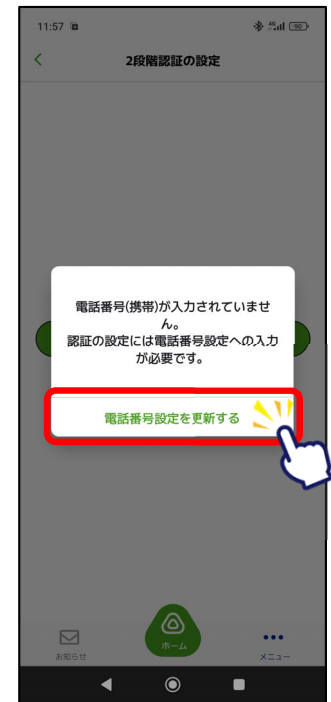 11:57 4G 90
2段階認証の設定
電話番号(携帯)が入力されていませ
ん。
認証の設定には電話番号設定への入力
が必要です。
電話番号設定を更新する
お知らせ
ホーム
メニュー